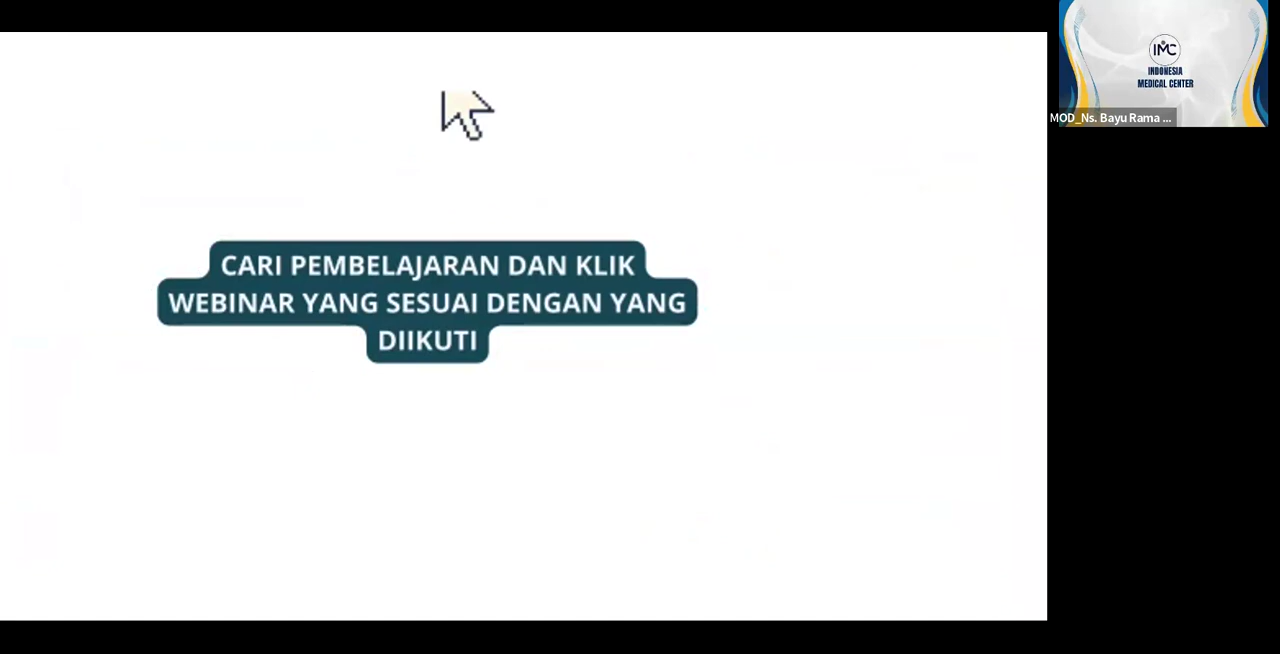 IMC
INDONESIA
MEDICAL CENTER
MOD_Ns. Bayu Rama ...
CARI PEMBELAJARAN DAN KLIK
WEBINAR YANG SESUAI DENGAN YANG
DIIKUTI